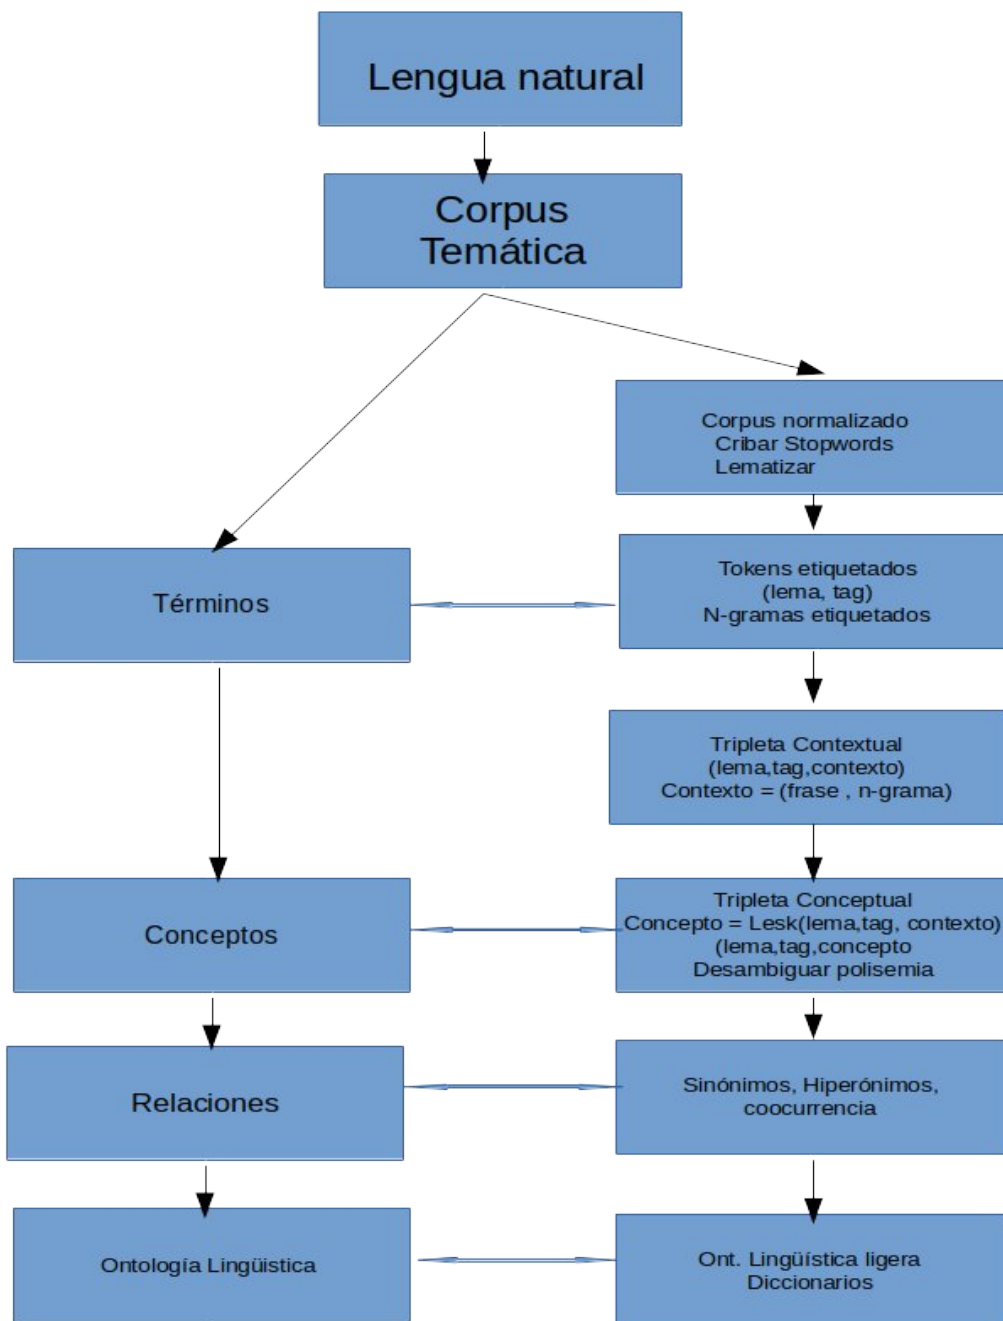 Lengua natural
Corpus
Temática
Corpus normalizado
Cribar Stopwords
Lematizar
Términos
Tokens etiquetados
(lema, tag)
N-gramas etiquetados
Tripleta Contextual
(lema,tag,contexto)
Contexto = (frase , n-grama)
Conceptos
Tripleta Conceptual
Concepto = Lesk(lema,tag, contexto)
(lema,tag,concepto
Desambiguar polisemia
Relaciones
Sinónimos, Hiperónimos,
coocurrencia
Ontología Lingüistica
Ont. Lingüística ligera
Diccionarios